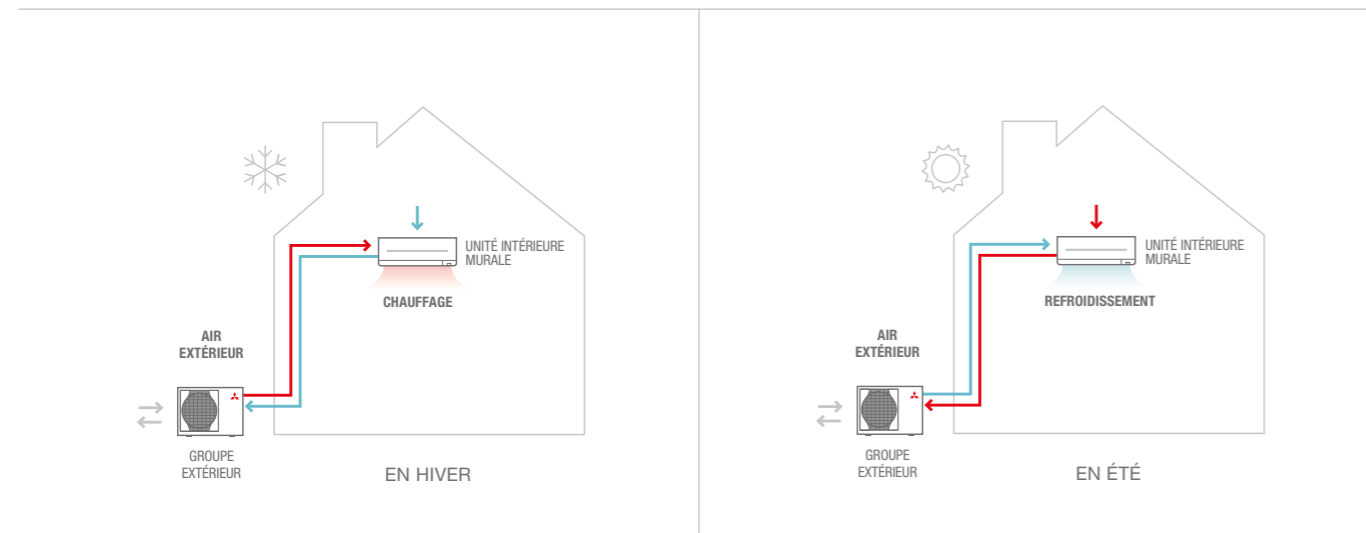 UNITÉ INTÉRIEURE
MURALE
CHAUFFAGE
AIR
EXTÉRIEUR
GROUPE
EXTÉRIEUR
EN HIVER
UNITÉ INTÉRIEURE
MURALE
REFROIDISSEMENT
AIR
EXTÉRIEUR
GROUPE
EXTÉRIEUR
EN ÉTÉ